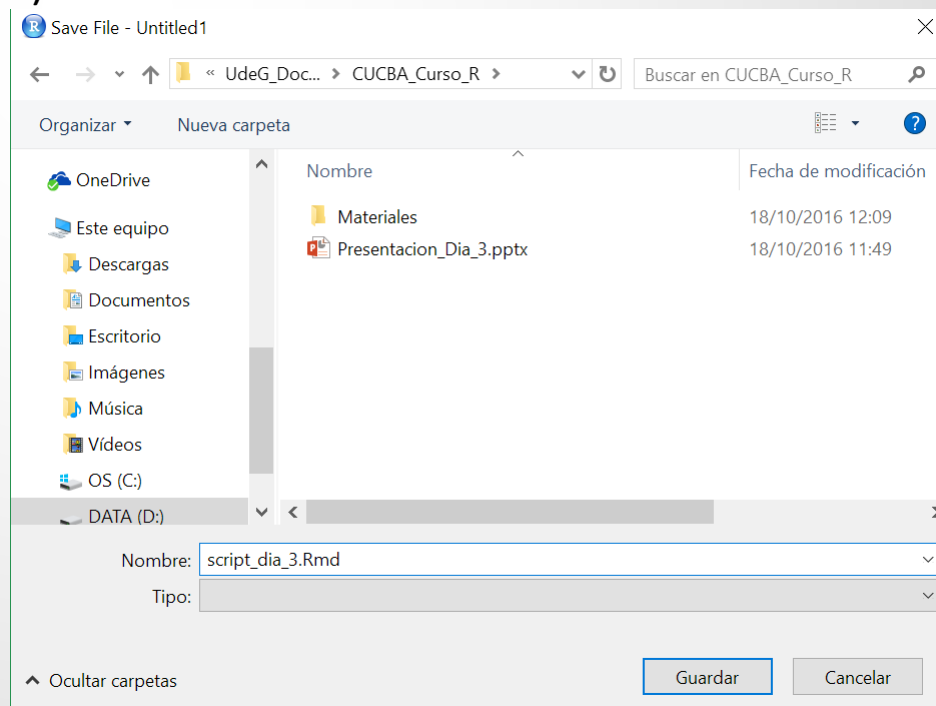 Save File - Untitled1
« UdeG_Doc... > CUCBA_Curso_R >
Buscar en CUCBA_Curso_R
Organizar
Nueva carpeta
?
Nombre
Fecha de modificación
OneDrive
Este equipo
Descargas
Documentos
Escritorio
Imágenes
Música
Vídeos
OS (C:)
DATA (D:)
Materiales
18/10/2016 12:09
Presentacion_Dia_3.pptx
18/10/2016 11:49
Nombre: script_dia_3.Rmd
Tipo:
Ocultar carpetas
Guardar
Cancelar